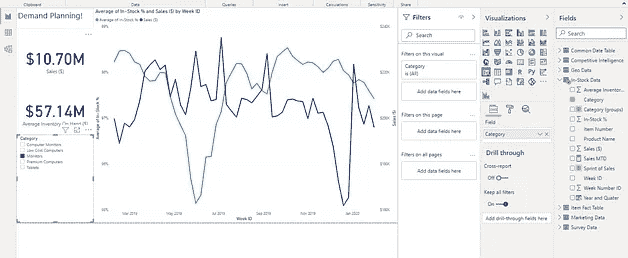 Clipboard
Data
Queries
Insert
Calculations
Sensitivity
Share
Demand Planning!
$10.70M
Sales ($)
$57.14M
Average Inventory On Hand ($)
Category
Computer Monitors
Low Grid Computers
Monitors
Premium Computers
Tablets
Average of In-Stock % and Sales ($) by Week ID
Average of In-Stock %
Sales ($)
Average of In-Stock %
Sales ($)
Mar 2019
May 2019
Jul 2019
Sep 2019
Nov 2019
Jan 2020
Week ID
Filters
Search
Filters on this visual
Category
is (All)
Add data fields here
Filters on this page
Add data fields here
Filters on all pages
Add data fields here
Visualizations
Field
Category
Drill through
Cross-report
Off
Keep all filters
On
Add drill-through fields here
Fields
Search
Common Date Table
Competitive Intelligence
Geo Data
In-Stock Data
Average Inventor...
Category
Category (groups)
In-Stock %
Item Number
Product Name
Sales ($)
Sales MTD
Sprint of Sales
Week ID
Week Number ID
Year and Quater
Item Fact Table
Marketing Data
Survey Data